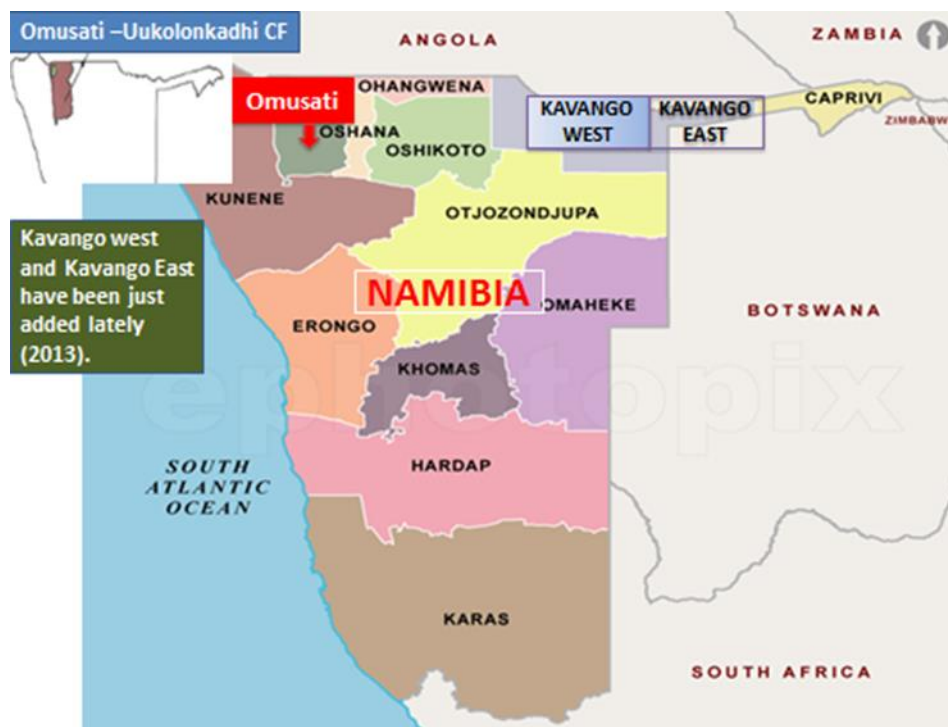 Omusati –Uukolonkadhi CF
ANGOLA
ZAMBIA
OHANGWENA
Omusati
OSHANA
OSHIKOTO
KAVANGO
WEST
KAVANGO
EAST
CAPRIVI
ZIMBABW
KUNENE
OTJOZONDJUPA
Kavango west
and Kavango East
have been just
added lately
(2013).
NAMIBIA
OMAHEKE
BOTSWANA
ERONGO
KHOMAS
ephotopix
SOUTH
ATLANTIC
OCEAN
HARDAP
KARAS
SOUTH AFRICA